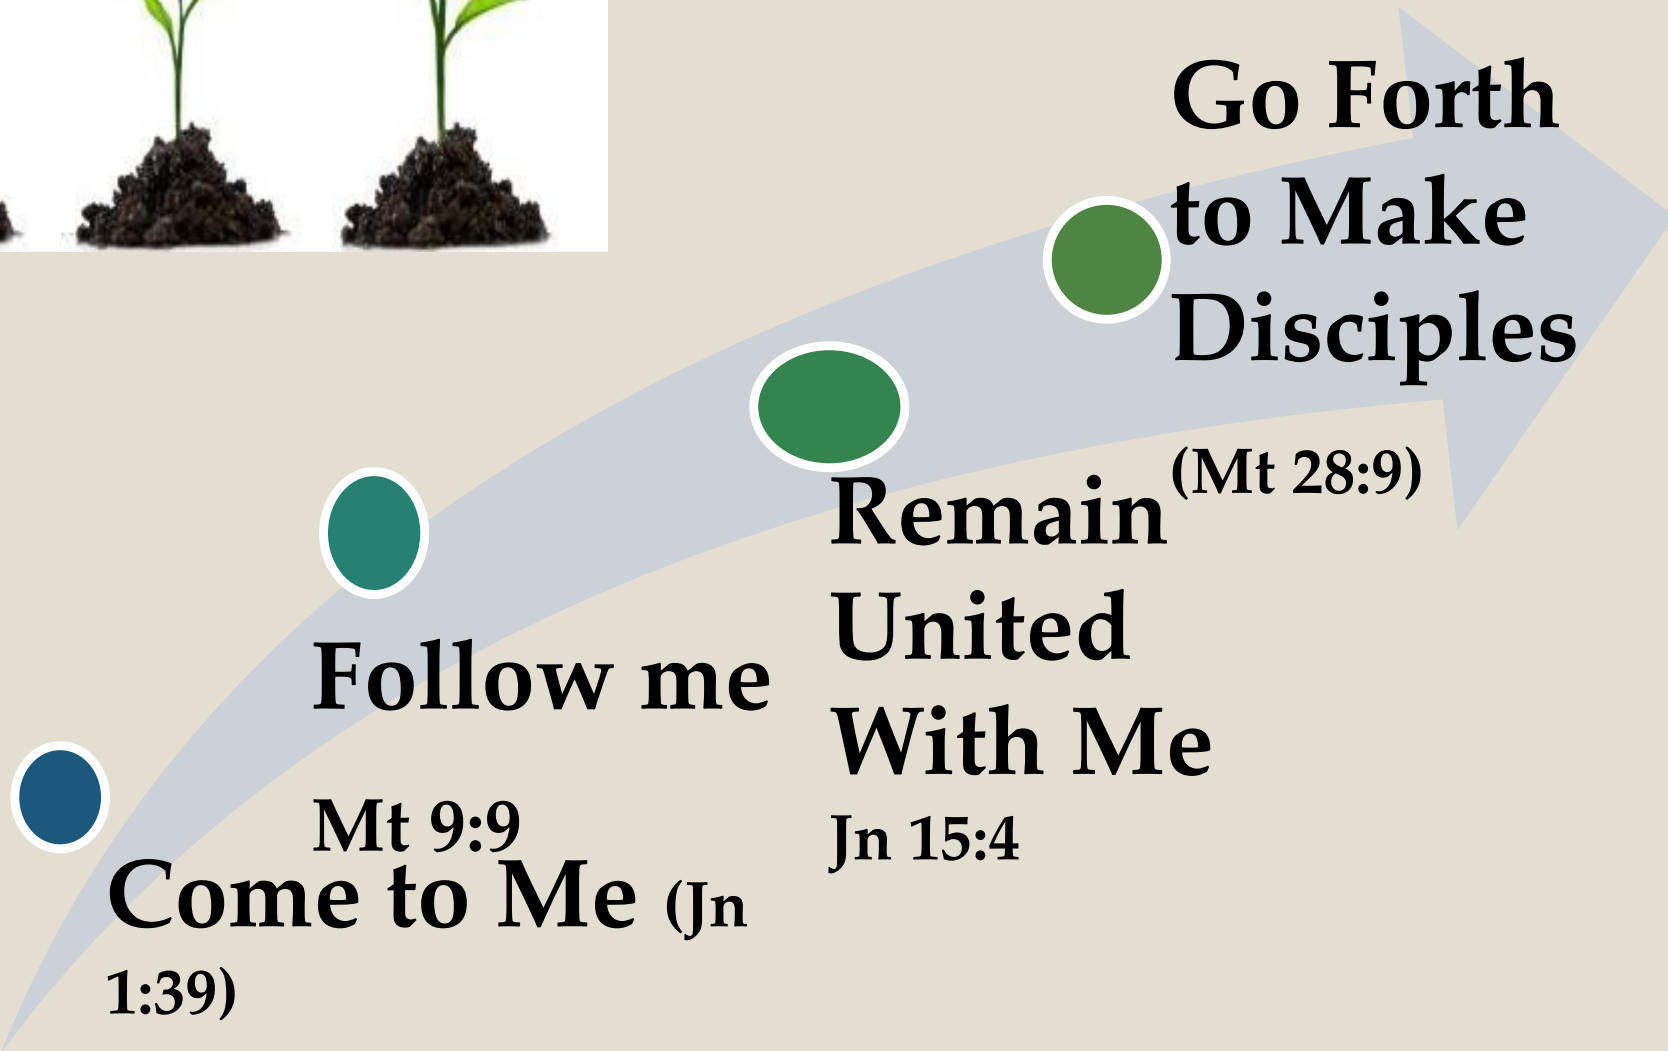 Go Forth
to Make
Disciples
(Mt 28:9)
Remain
United
With Me
Jn 15:4
Follow me
Mt 9:9
Come to Me (Jn
1:39)